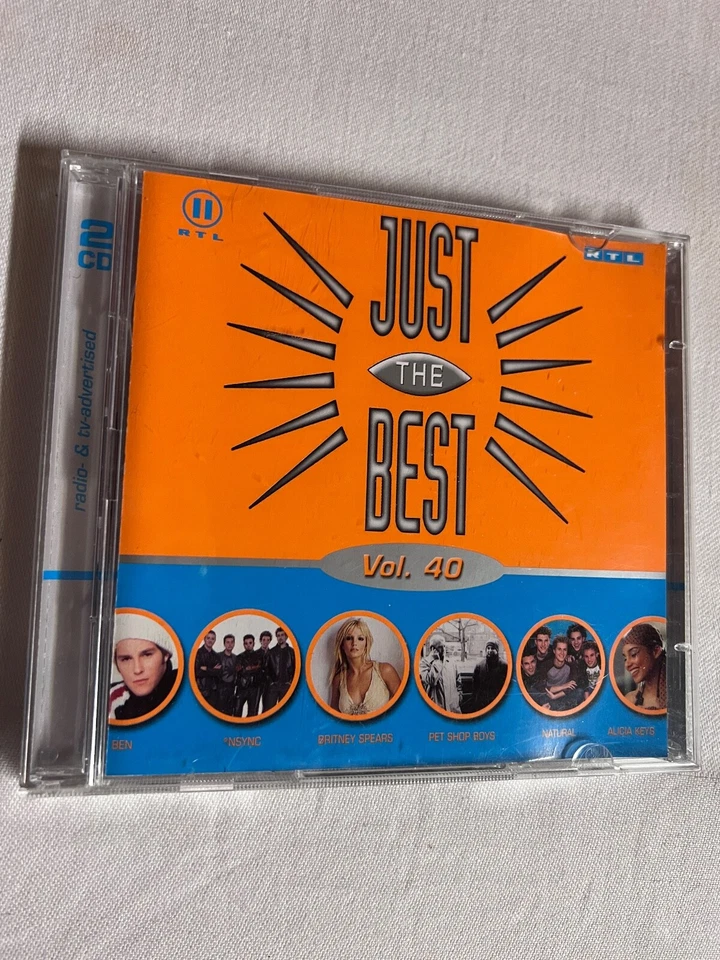 2CD
radio- & tv-advertised
II
RTL
RTL
JUST
THE
BEST
Vol. 40
BEN
*NSYNC
BRITNEY SPEARS
PET SHOP BOYS
NATURAL
ALICIA KEYS